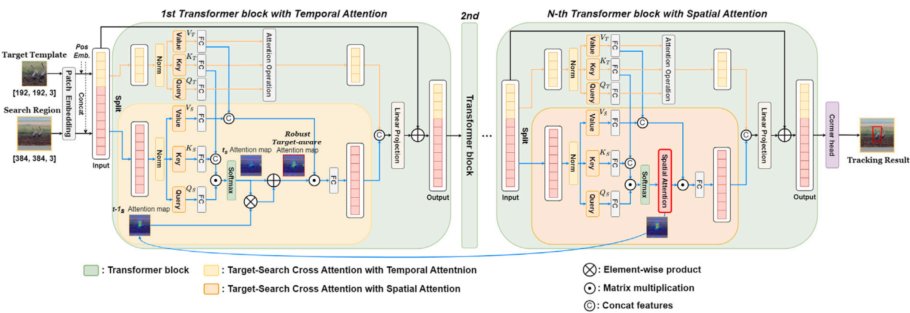 1st Transformer block with Temporal Attention
2nd
N-th Transformer block with Spatial Attention
Target Template
[192, 192, 3]
Search Region
[384, 384, 3]
Patch Embedding
Pos Emb.
Concat
Input
Split
Norm
Value
Key
Query
V_T
K_T
Q_T
FC
FC
FC
Attention Operation
Norm
Value
Key
Query
V_S
K_S
Q_S
FC
FC
FC
Softmax
t_s Attention map
Robust
Target-aware
Attention map
t-1_s Attention map
FC
Linear Projection
Output
Transformer block
...
Input
Split
Norm
Value
Key
Query
V_T
K_T
Q_T
FC
FC
FC
Attention Operation
Norm
Value
Key
Query
V_S
K_S
Q_S
FC
FC
FC
Softmax
Spatial Attention
FC
Linear Projection
Output
Corner head
Tracking Result
: Transformer block
: Target-Search Cross Attention with Temporal Attentnion
: Target-Search Cross Attention with Spatial Attention
: Element-wise product
: Matrix multiplication
C : Concat features